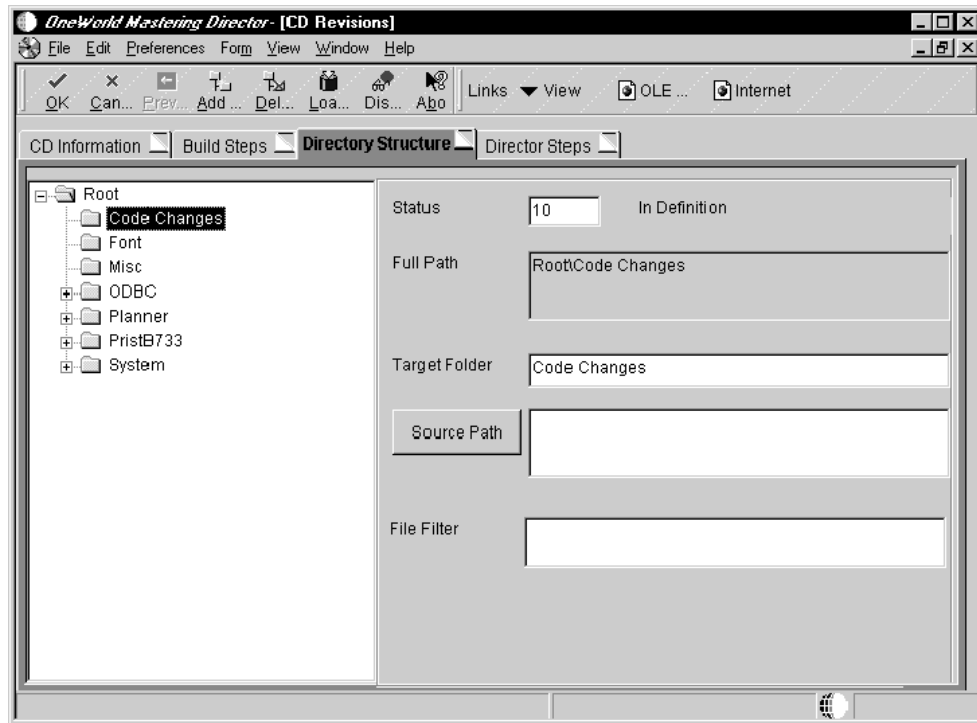 OneWorld Mastering Director - [CD Revisions]
File Edit Preferences Form View Window Help
OK Can... Prev... Add ... Del... Loa... Dis... Abo Links View OLE ... Internet
CD Information Build Steps Directory Structure Director Steps
Root
Code Changes
Font
Misc
ODBC
Planner
PristB733
System
Status 10 In Definition
Full Path Root\Code Changes
Target Folder Code Changes
Source Path
File Filter